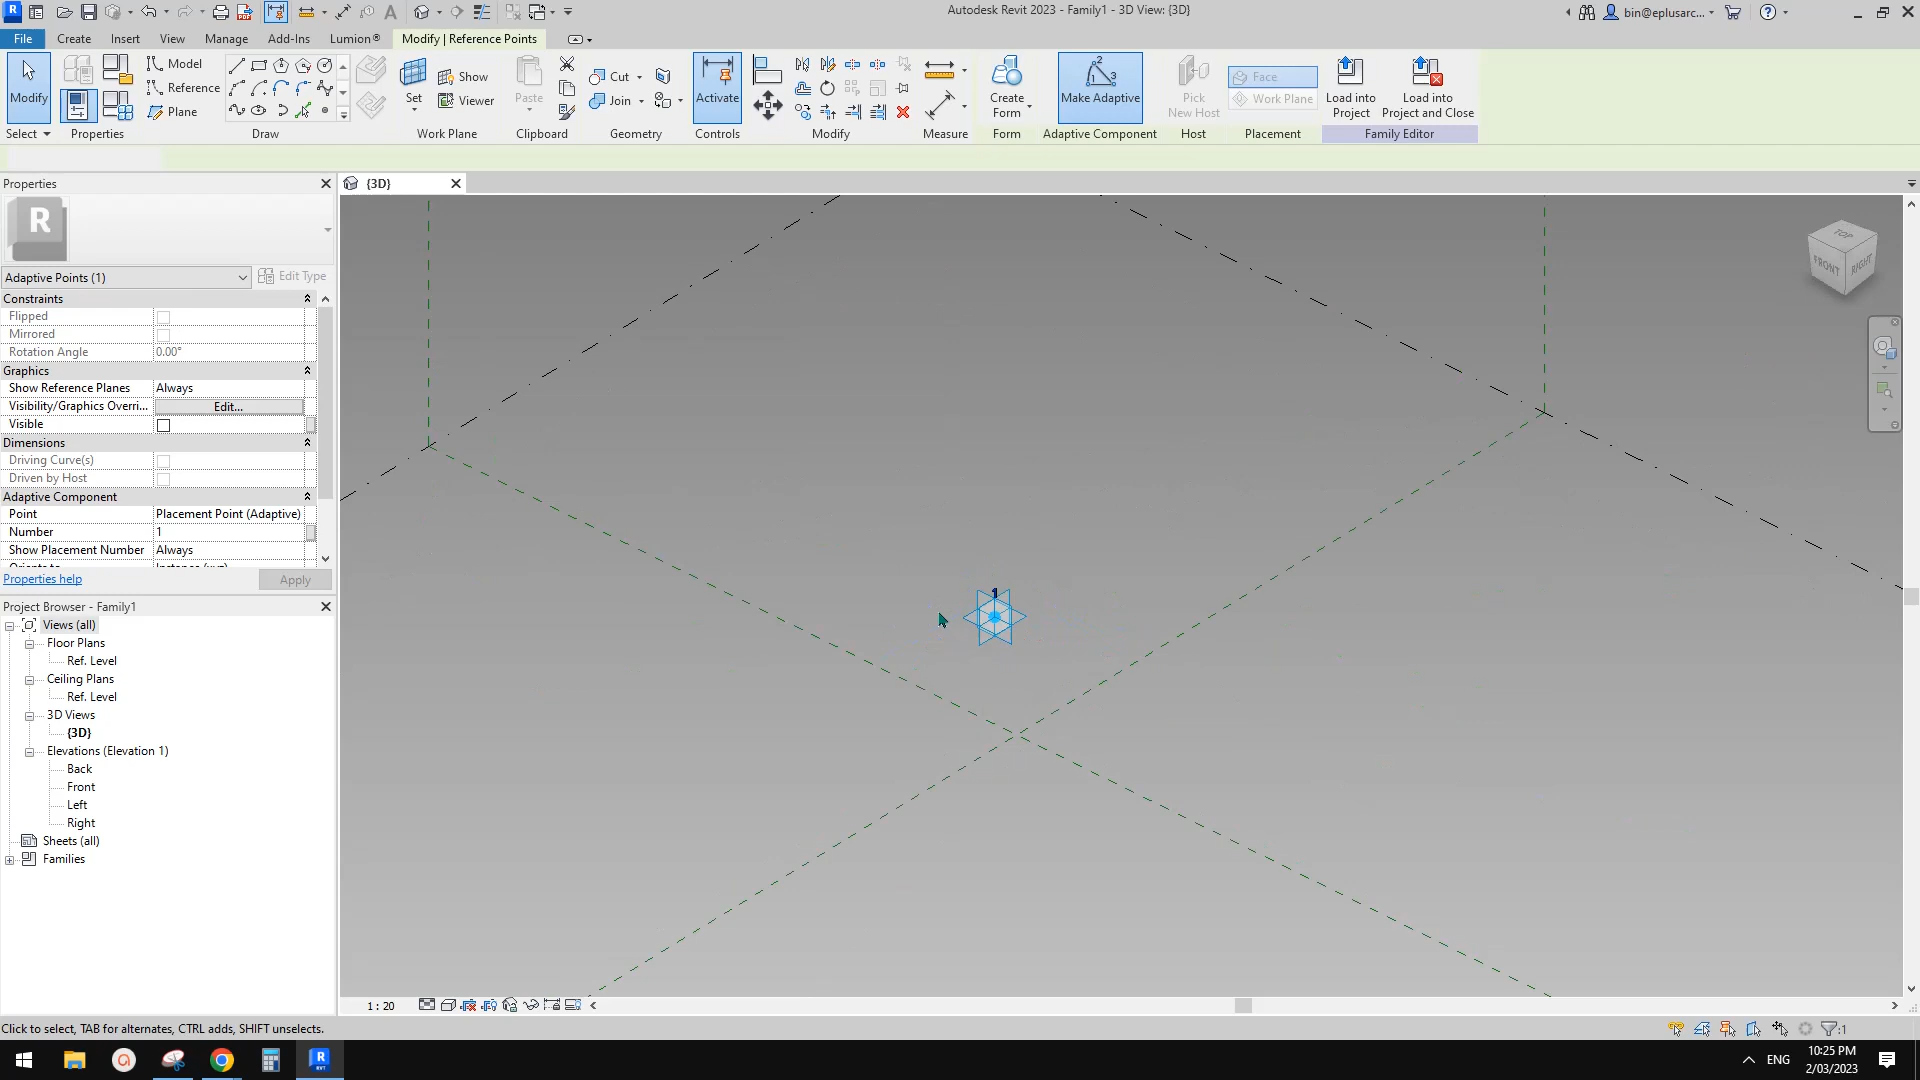 Autodesk Revit 2023 - Family1 - 3D View: {3D}
bin@eplusarc...
File Create Insert View Manage Add-Ins Lumion® Modify | Reference Points
Modify
Model
Reference
Plane
Set
Show
Viewer
Paste
Cut
Join
Activate
Create
Form
Make Adaptive
Pick
New Host
Face
Work Plane
Load into
Project
Load into
Project and Close
Select Properties Draw Work Plane Clipboard Geometry Controls Modify Measure Form Adaptive Component Host Placement Family Editor
Properties
{3D}
R
Adaptive Points (1)
Edit Type
Constraints
Flipped
Mirrored
Rotation Angle 0.00°
Graphics
Show Reference Planes Always
Visibility/Graphics Overri... Edit...
Visible
Dimensions
Driving Curve(s)
Driven by Host
Adaptive Component
Point Placement Point (Adaptive)
Number 1
Show Placement Number Always
Properties help
Apply
Project Browser - Family1
Views (all)
Floor Plans
Ref. Level
Ceiling Plans
Ref. Level
3D Views
{3D}
Elevations (Elevation 1)
Back
Front
Left
Right
Sheets (all)
Families
TOP
FRONT
RIGHT
1
1 : 20
Click to select, TAB for alternates, CTRL adds, SHIFT unselects.
:1
ENG
10:25 PM
2/03/2023